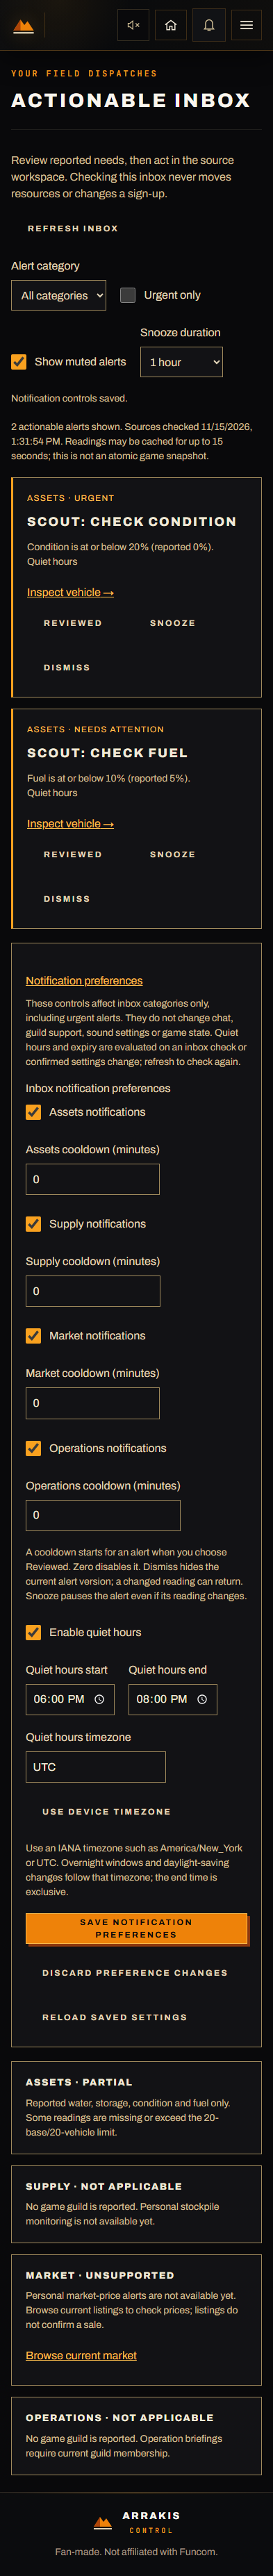 YOUR FIELD DISPATCHES
ACTIONABLE INBOX
Review reported needs, then act in the source
workspace. Checking this inbox never moves
resources or changes a sign-up.
REFRESH INBOX
Alert category
All categories
Urgent only
Snooze duration
Show muted alerts
1 hour
Notification controls saved.
2 actionable alerts shown. Sources checked 11/15/2026,
1:31:54 PM. Readings may be cached for up to 15
seconds; this is not an atomic game snapshot.
ASSETS · URGENT
SCOUT: CHECK CONDITION
Condition is at or below 20% (reported 0%).
Quiet hours
Inspect vehicle →
REVIEWED
SNOOZE
DISMISS
ASSETS · NEEDS ATTENTION
SCOUT: CHECK FUEL
Fuel is at or below 10% (reported 5%).
Quiet hours
Inspect vehicle →
REVIEWED
SNOOZE
DISMISS
Notification preferences
These controls affect inbox categories only,
including urgent alerts. They do not change chat,
guild support, sound settings or game state. Quiet
hours and expiry are evaluated on an inbox check or
confirmed settings change; refresh to check again.
Inbox notification preferences
Assets notifications
Assets cooldown (minutes)
0
Supply notifications
Supply cooldown (minutes)
0
Market notifications
Market cooldown (minutes)
0
Operations notifications
Operations cooldown (minutes)
0
A cooldown starts for an alert when you choose
Reviewed. Zero disables it. Dismiss hides the
current alert version; a changed reading can return.
Snooze pauses the alert even if its reading changes.
Enable quiet hours
Quiet hours start
Quiet hours end
06:00 PM
08:00 PM
Quiet hours timezone
UTC
USE DEVICE TIMEZONE
Use an IANA timezone such as America/New_York
or UTC. Overnight windows and daylight-saving
changes follow that timezone; the end time is
exclusive.
SAVE NOTIFICATION
PREFERENCES
DISCARD PREFERENCE CHANGES
RELOAD SAVED SETTINGS
ASSETS · PARTIAL
Reported water, storage, condition and fuel only.
Some readings are missing or exceed the 20-
base/20-vehicle limit.
SUPPLY · NOT APPLICABLE
No game guild is reported. Personal stockpile
monitoring is not available yet.
MARKET · UNSUPPORTED
Personal market-price alerts are not available yet.
Browse current listings to check prices; listings do
not confirm a sale.
Browse current market
OPERATIONS · NOT APPLICABLE
No game guild is reported. Operation briefings
require current guild membership.
ARRAKIS
CONTROL
Fan-made. Not affiliated with Funcom.